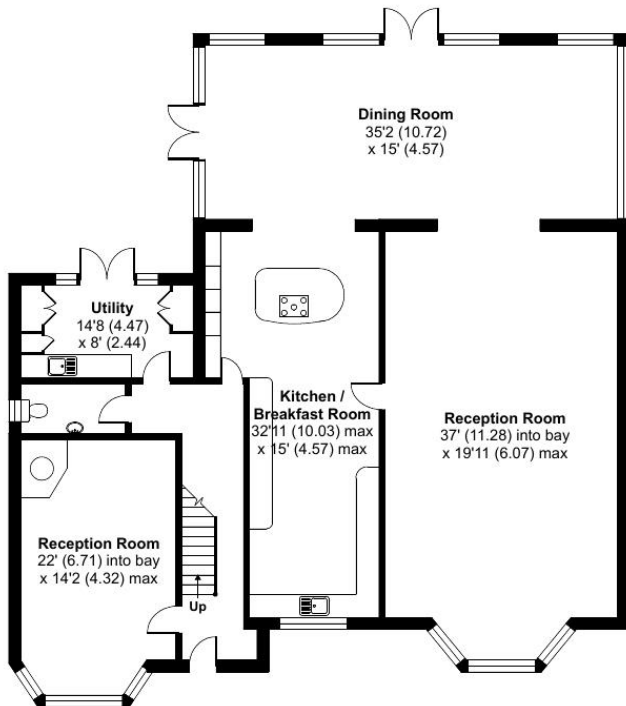 Dining Room
35'2 (10.72)
x 15' (4.57)
Utility
14'8 (4.47)
x 8' (2.44)
Kitchen /
Breakfast Room
32'11 (10.03) max
x 15' (4.57) max
Reception Room
37' (11.28) into bay
x 19'11 (6.07) max
Reception Room
22' (6.71) into bay
x 14'2 (4.32) max
Up